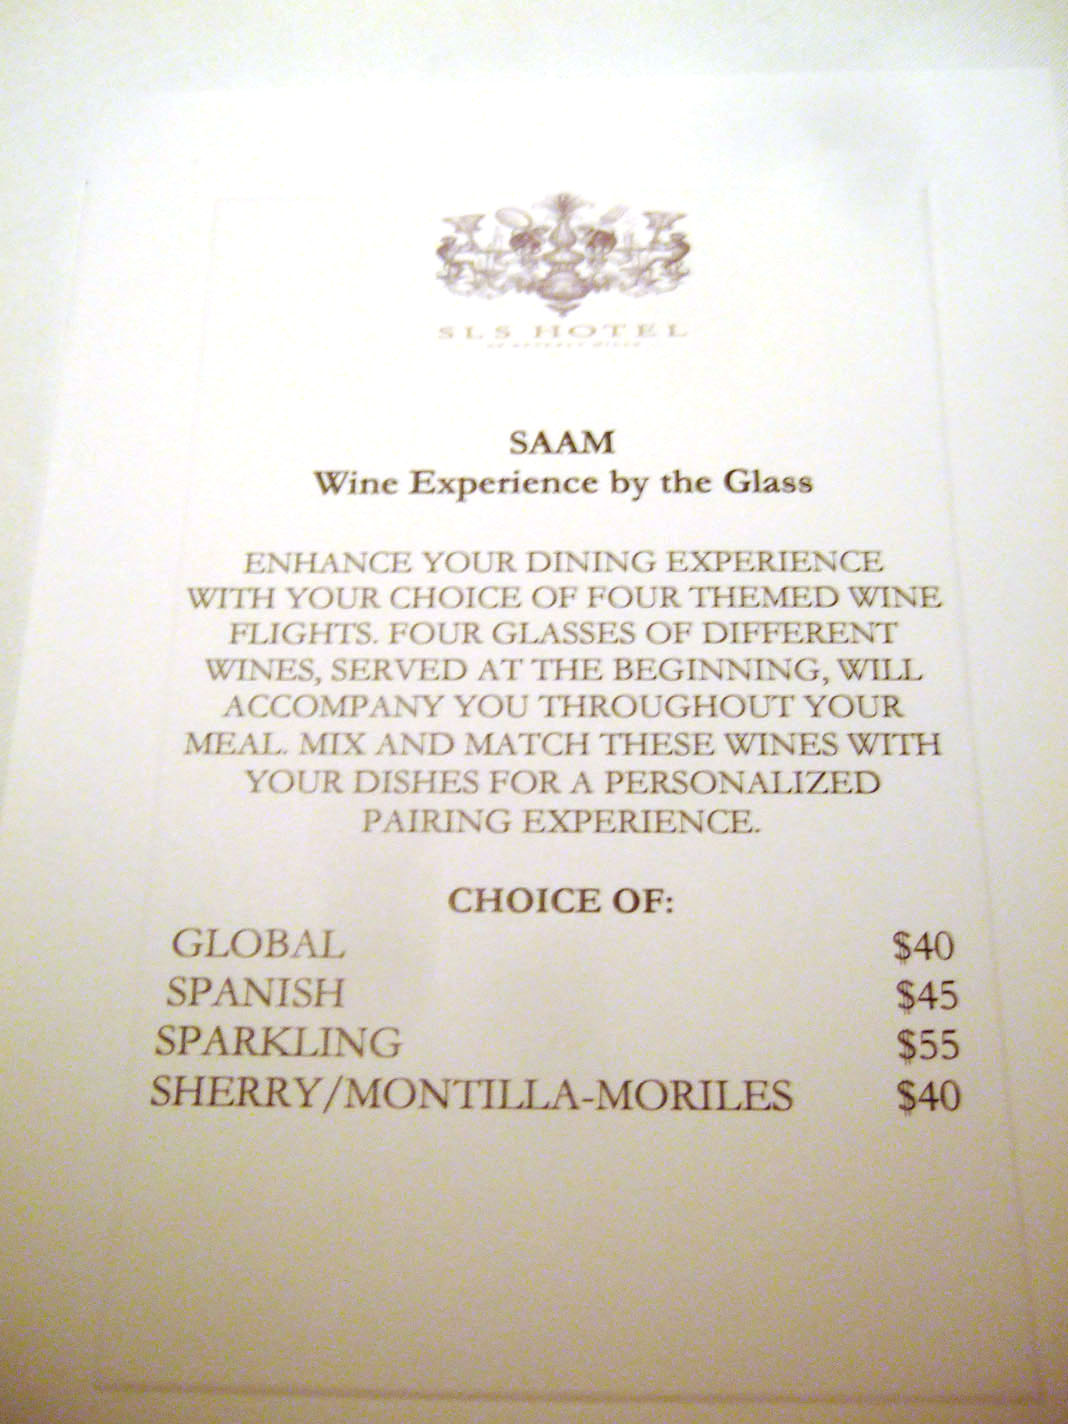 SLS HOTEL
SAAM
Wine Experience by the Glass
ENHANCE YOUR DINING EXPERIENCE
WITH YOUR CHOICE OF FOUR THEMED WINE
FLIGHTS. FOUR GLASSES OF DIFFERENT
WINES, SERVED AT THE BEGINNING, WILL
ACCOMPANY YOU THROUGHOUT YOUR
MEAL. MIX AND MATCH THESE WINES WITH
YOUR DISHES FOR A PERSONALIZED
PAIRING EXPERIENCE.
CHOICE OF:
GLOBAL $40
SPANISH $45
SPARKLING $55
SHERRY/MONTILLA-MORILES $40